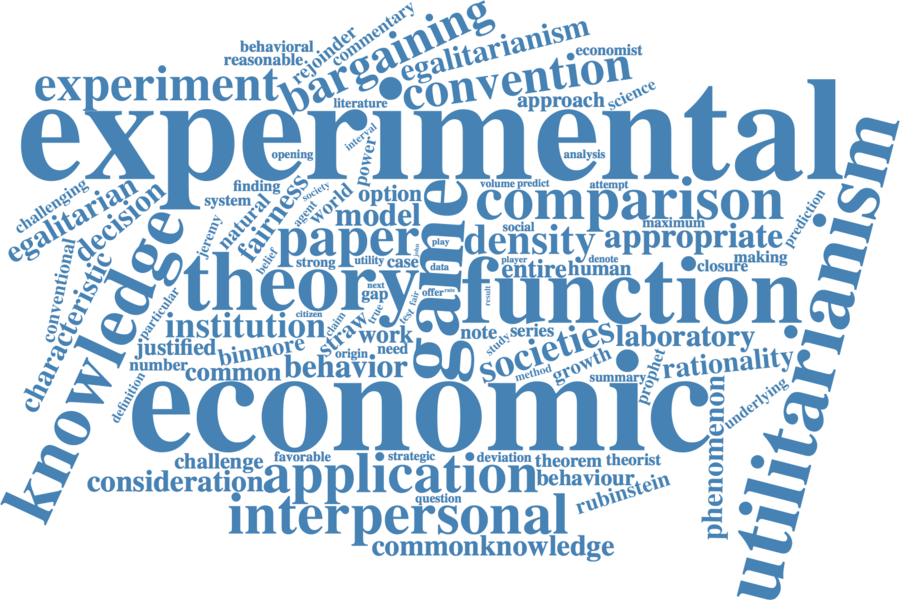 behavioral
reasonable
rejoinder
commentary
bargaining
egalitarianism
economist
experiment
literature
convention
approach
science
experimental
opening
interval
power
analysis
challenging
egalitarian
decision
finding
system
natural
fairness
society
agent
world
option
model
volume
predict
attempt
comparison
maximum
prediction
utilitarianism
conventional
characteristic
knowledge
jeremy
belief
paper
strong
utility
case
john
play
data
game
social
density
appropriate
player
denote
entire
human
closure
making
theory
next
gap
offer
rate
result
function
particular
institution
citizen
claim
straw
true
test
fair
work
note
study
series
societies
laboratory
justified
binmore
origin
need
number
common
behavior
method
growth
summary
prophet
rationality
definition
economic
phenomenon
underlying
challenge
favorable
strategic
deviation
theorem
theorist
consideration
application
behaviour
question
rubinstein
interpersonal
commonknowledge